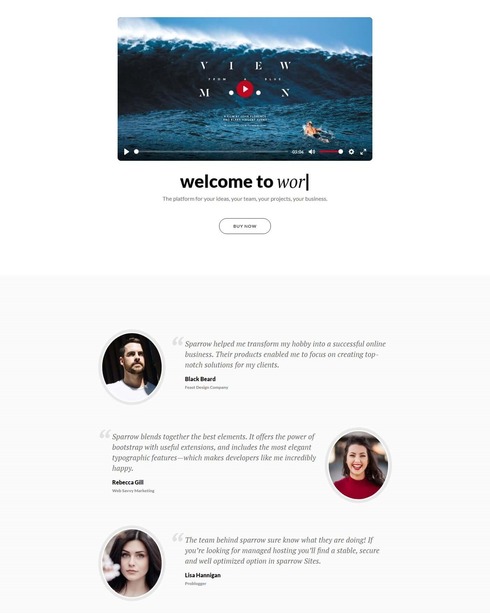 V I E W
F R O M A B L U E
M O O N
03:06
welcome to wor|
The platform for your ideas, your team, your projects, your business.
BUY NOW
“ Sparrow helped me transform my hobby into a successful online
business. Their products enabled me to focus on creating top-
notch solutions for my clients.
Black Beard
Feast Design Company
“ Sparrow blends together the best elements. It offers the power of
bootstrap with useful extensions, and includes the most elegant
typographic features—which makes developers like me incredibly
happy.
Rebecca Gill
Web Savvy Marketing
“ The team behind sparrow sure know what they are doing! If
you’re looking for managed hosting you’ll find a stable, secure
and well optimized option in sparrow Sites.
Lisa Hannigan
Problogger